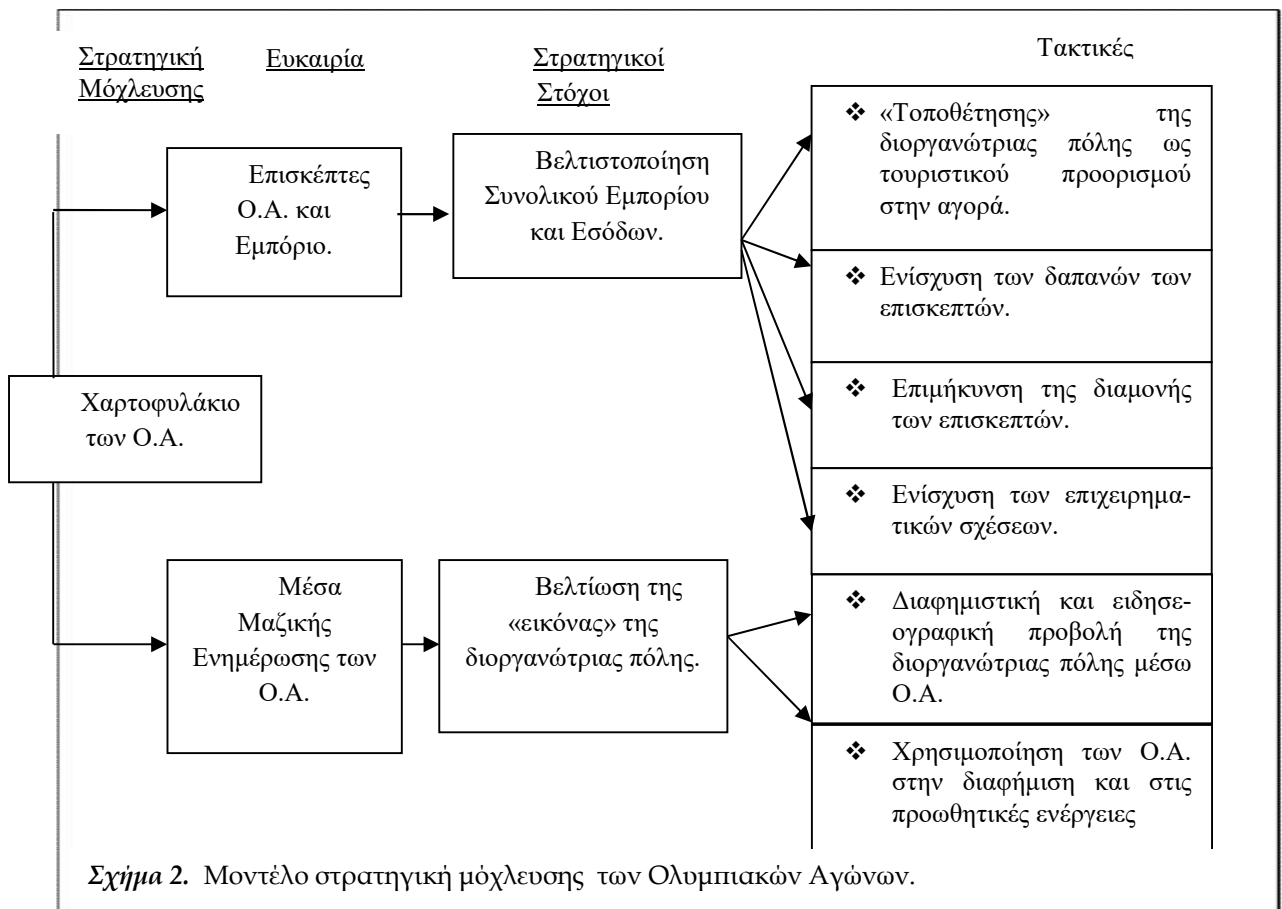 Στρατηγική
Μόχλευσης
Ευκαιρία
Στρατηγικοί
Στόχοι
Τακτικές
Επισκέπτες
Ο.Α. και
Εμπόριο.
Βελτιστοποίηση
Συνολικού Εμπορίου
και Εσόδων.
❖ «Τοποθέτησης» της
διοργανώτριας πόλης ως
τουριστικού προορισμού
στην αγορά.
❖ Ενίσχυση των δαπανών των
επισκεπτών.
❖ Επιμήκυνση της διαμονής
των επισκεπτών.
❖ Ενίσχυση των επιχειρημα-
τικών σχέσεων.
Χαρτοφυλάκιο
των Ο.Α.
Μέσα
Μαζικής
Ενημέρωσης των
Ο.Α.
Βελτίωση της
«εικόνας» της
διοργανώτριας πόλης.
❖ Διαφημιστική και ειδησε-
ογραφική προβολή της
διοργανώτριας πόλης μέσω
Ο.Α.
❖ Χρησιμοποίηση των Ο.Α.
στην διαφήμιση και στις
προωθητικές ενέργειες
Σχήμα 2. Μοντέλο στρατηγική μόχλευσης των Ολυμπιακών Αγώνων.